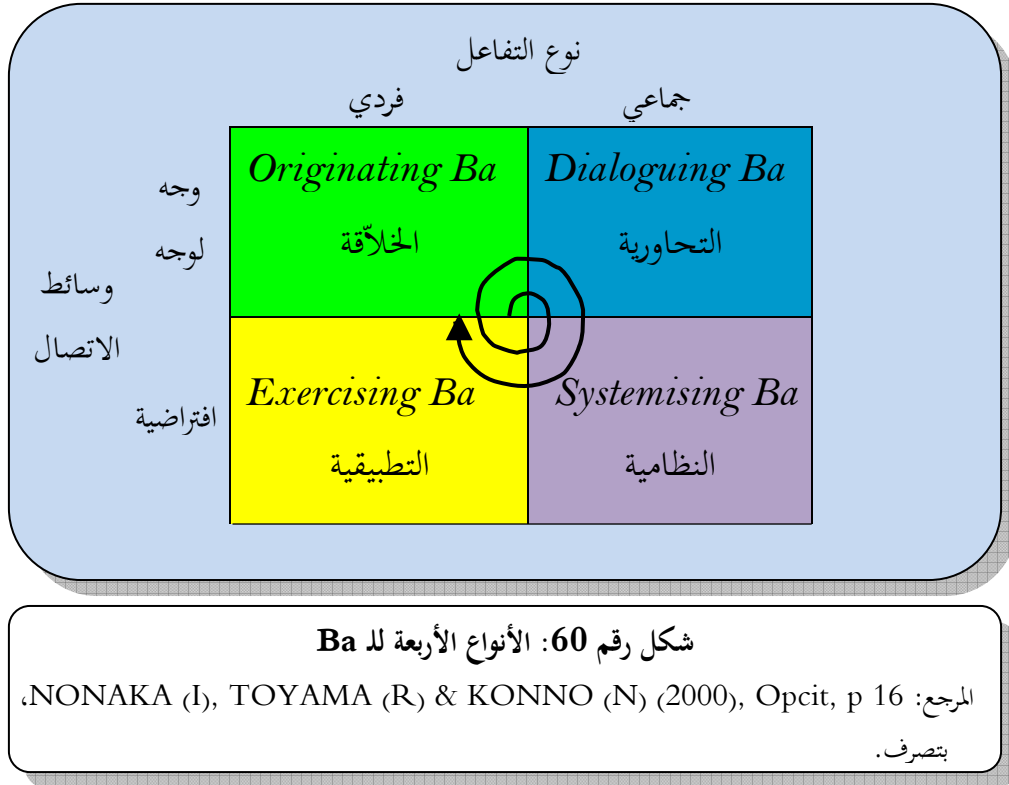 نوع التفاعل
جماعي فردي
Originating Ba Dialoguing Ba
وجه
الخلاّقة التحاورية
لوجه
وسائط
الاتصال
Exercising Ba Systemising Ba
افتراضية
التطبيقية النظامية
شكل رقم 60: الأنواع الأربعة للـ Ba
المرجع: NONAKA (I), TOYAMA (R) & KONNO (N) (2000), Opcit, p 16،
بتصرف.